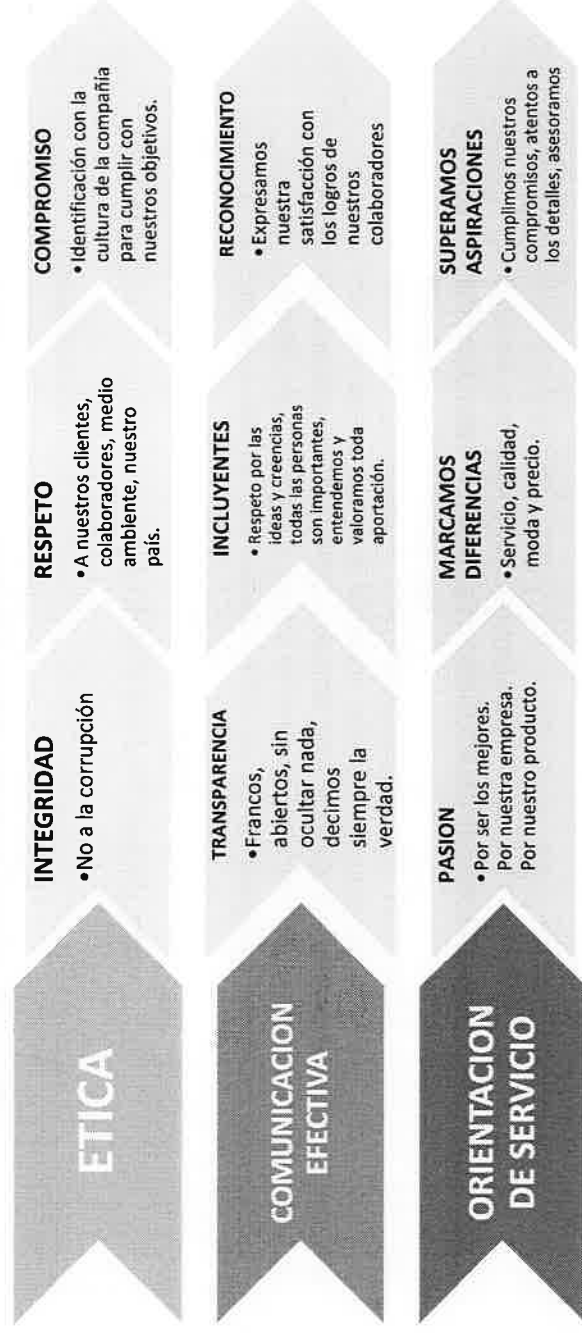 ETICA
INTEGRIDAD
•No a la corrupción
RESPETO
•A nuestros clientes,
colaboradores, medio
ambiente, nuestro
país.
COMPROMISO
•Identificación con la
cultura de la compañía
para cumplir con
nuestros objetivos.
COMUNICACION
EFECTIVA
TRANSPARENCIA
•Francos,
abiertos, sin
ocultar nada,
decimos
siempre la
verdad.
INCLUYENTES
•Respeto por las
ideas y creencias,
todas las personas
son importantes,
entendemos y
valoramos toda
aportación.
RECONOCIMIENTO
•Expresamos
nuestra
satisfacción con
los logros de
nuestros
colaboradores
ORIENTACION
DE SERVICIO
PASION
•Por ser los mejores.
Por nuestra empresa.
Por nuestro producto.
MARCAMOS
DIFERENCIAS
•Servicio, calidad,
moda y precio.
SUPERAMOS
ASPIRACIONES
•Cumplimos nuestros
compromisos, atentos a
los detalles, asesoramos